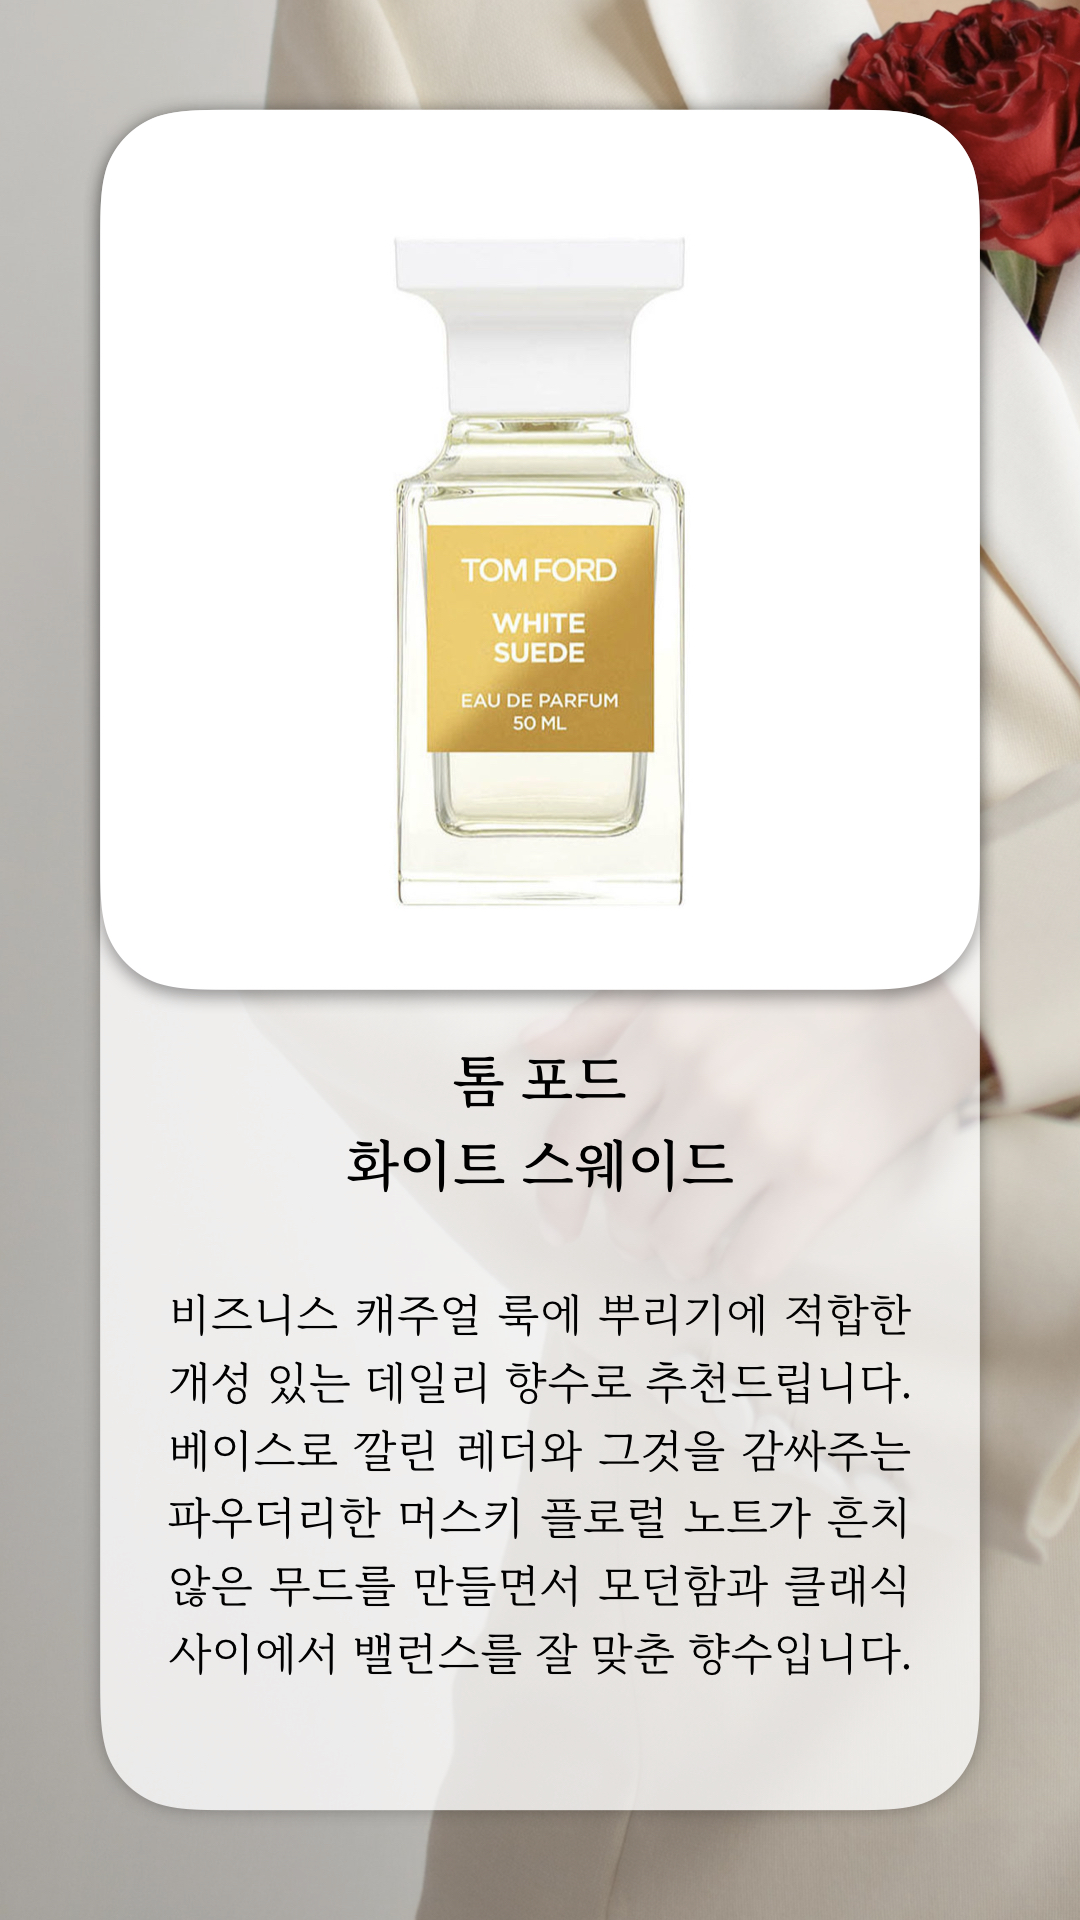 TOM FORD
WHITE
SUEDE
EAU DE PARFUM
50 ML
톰 포드
화이트 스웨이드
비즈니스 캐주얼 룩에 뿌리기에 적합한
개성 있는 데일리 향수로 추천드립니다.
베이스로 깔린 레더와 그것을 감싸주는
파우더리한 머스키 플로럴 노트가 흔치
않은 무드를 만들면서 모던함과 클래식
사이에서 밸런스를 잘 맞춘 향수입니다.